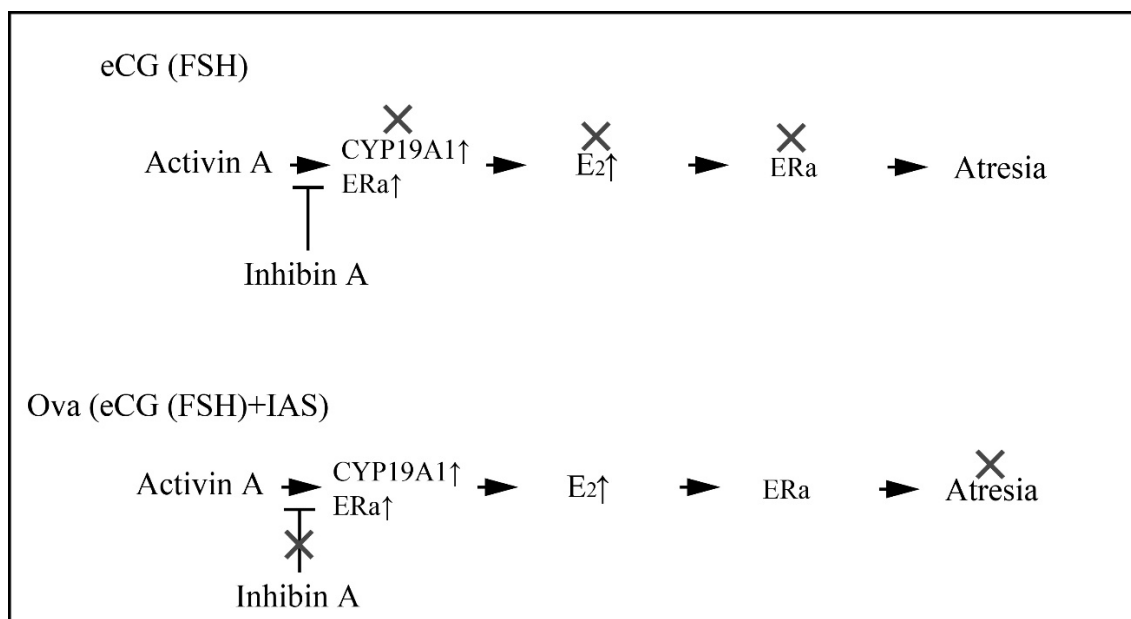 eCG (FSH)
Activin A CYP19A1↑ E2↑ ERa Atresia
ERa↑
Inhibin A
Ova (eCG (FSH)+IAS)
Activin A CYP19A1↑ E2↑ ERa Atresia
ERa↑
Inhibin A